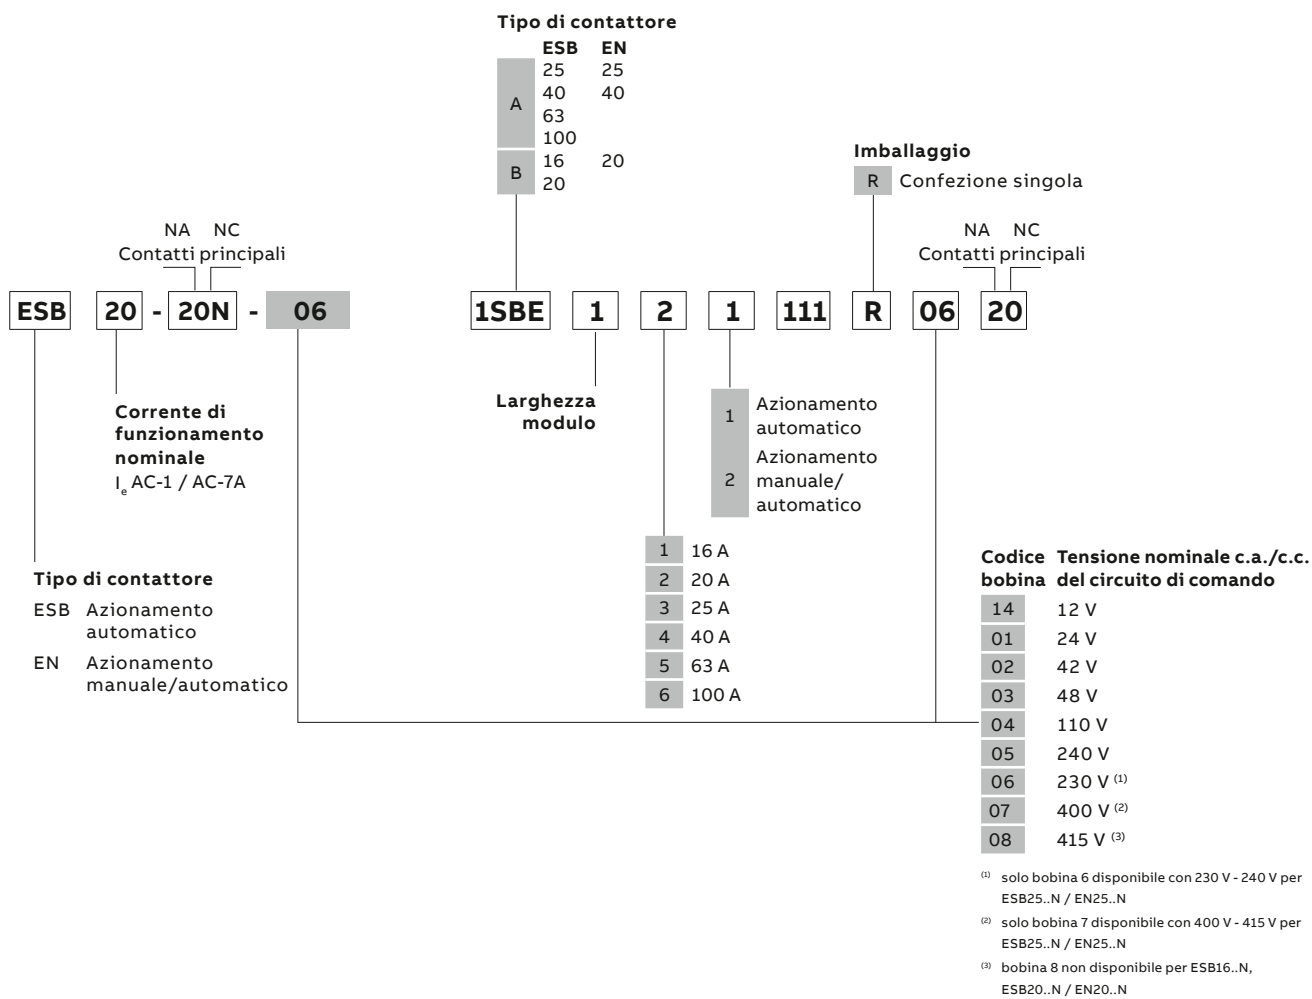 Tipo di contattore
ESB EN
A
25 25
40 40
63
100
B
16 20
20
Imballaggio
R Confezione singola
NA NC
Contatti principali
NA NC
Contatti principali
ESB 20 - 20N - 06
1SBE 1 2 1 111 R 06 20
Corrente di
funzionamento
nominale
Ie AC-1 / AC-7A
Larghezza
modulo
1 Azionamento
automatico
2 Azionamento
manuale/
automatico
1 16 A
2 20 A
3 25 A
4 40 A
5 63 A
6 100 A
Tipo di contattore
ESB Azionamento
automatico
EN Azionamento
manuale/automatico
Codice Tensione nominale c.a./c.c.
bobina del circuito di comando
14 12 V
01 24 V
02 42 V
03 48 V
04 110 V
05 240 V
06 230 V (1)
07 400 V (2)
08 415 V (3)
(1) solo bobina 6 disponibile con 230 V - 240 V per
ESB25..N / EN25..N
(2) solo bobina 7 disponibile con 400 V - 415 V per
ESB25..N / EN25..N
(3) bobina 8 non disponibile per ESB16..N,
ESB20..N / EN20..N